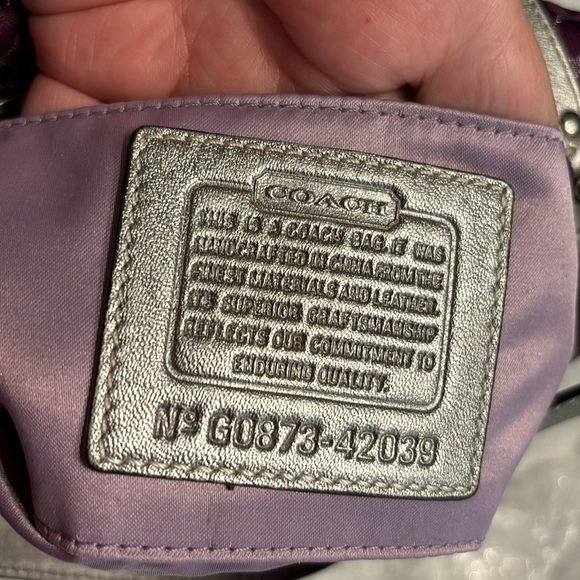 COACH
THIS IS A COACH BAG. IT WAS
HANDCRAFTED IN CHINA FROM THE
FINEST MATERIALS AND LEATHER.
ITS SUPERIOR CRAFTSMANSHIP
REFLECTS OUR COMMITMENT TO
ENDURING QUALITY.
Nº G0873-42039